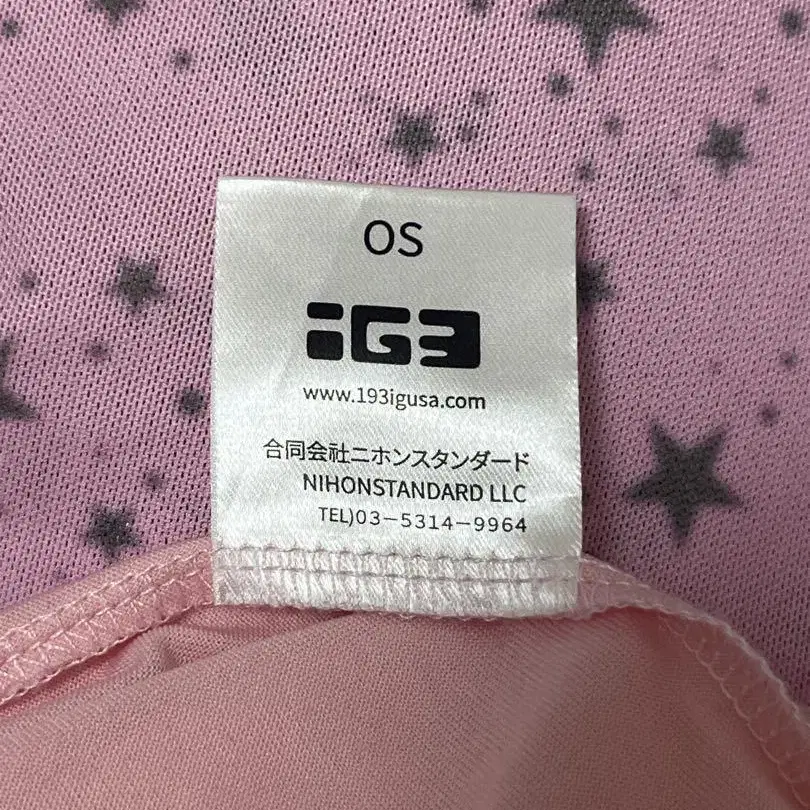 OS
iG3
www.193igusa.com
合同会社ニホンスタンダード
NIHONSTANDARD LLC
TEL)03-5314-9964